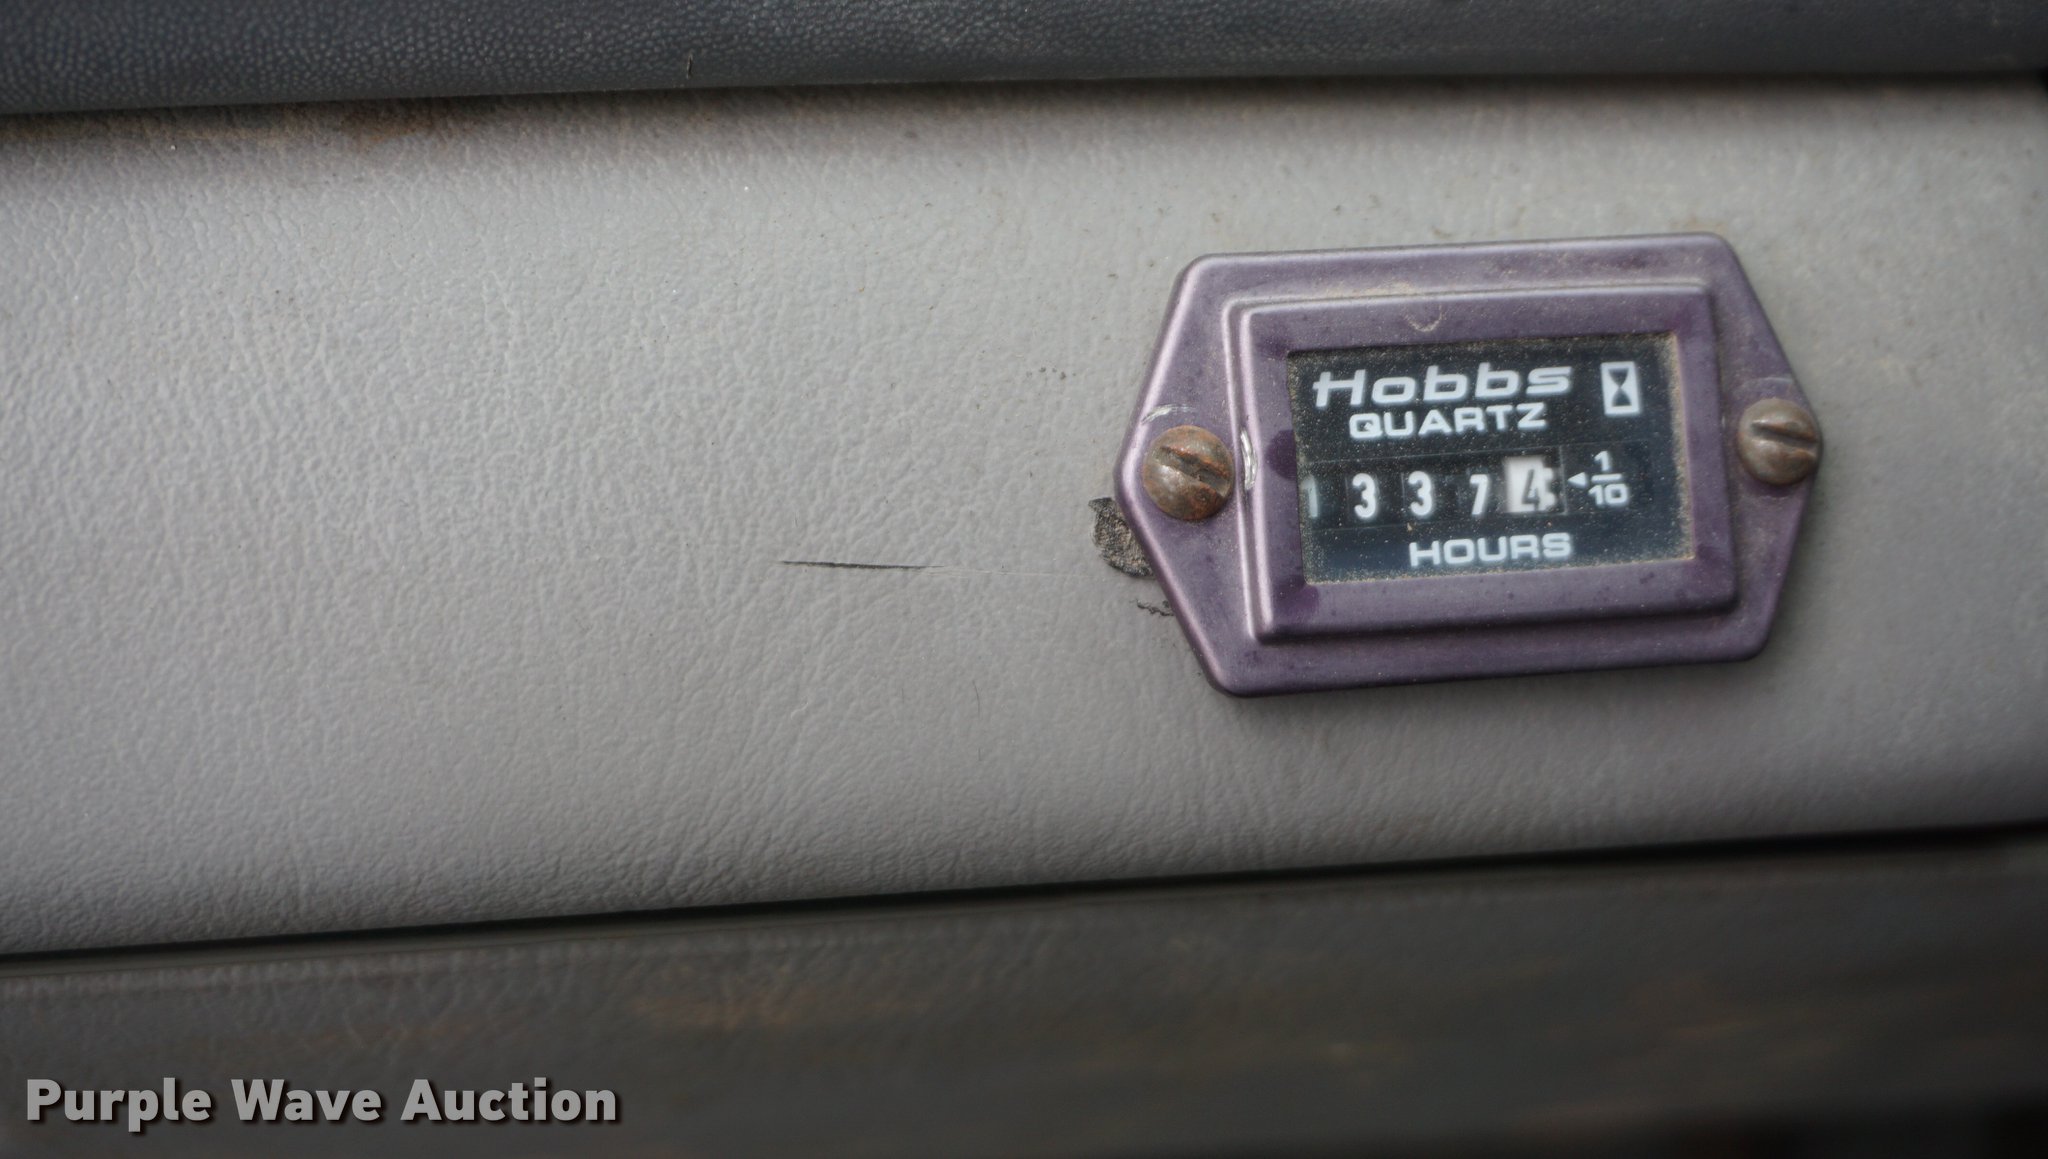 Hobbs
QUARTZ
1 3 3 7 4 1/10
HOURS
Purple Wave Auction